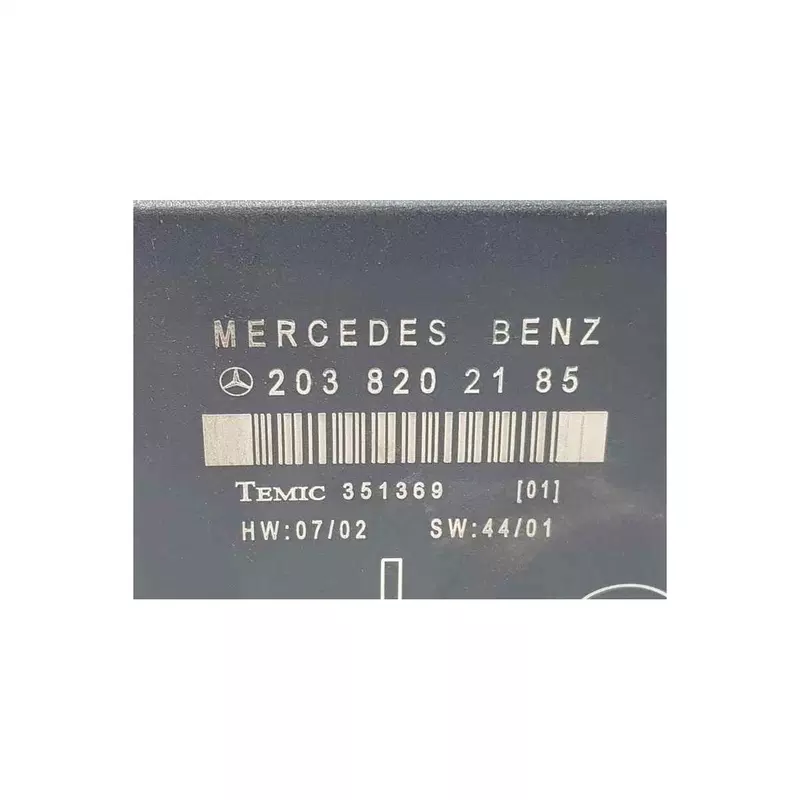 MERCEDES BENZ
203 820 21 85
TEMIC 351369 [01]
HW:07/02 SW:44/01